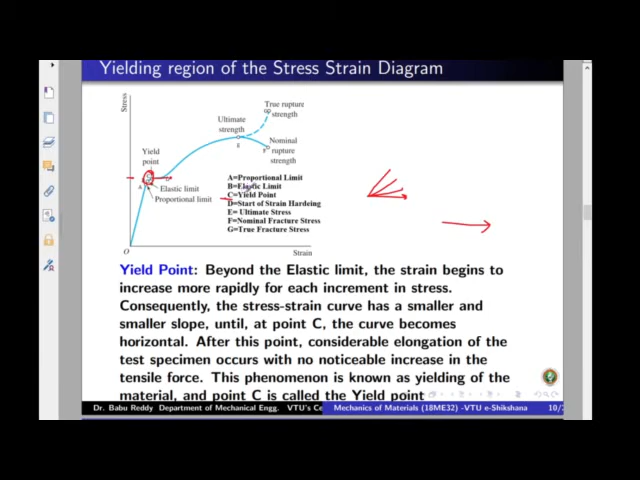 Yielding region of the Stress Strain Diagram
Stress
True rupture
strength
Ultimate
strength
E
F
Nominal
rupture
strength
Yield
point
A
Elastic limit
Proportional limit
A=Proportional Limit
B=Elastic Limit
C=Yield Point
D=Start of Strain Hardeing
E= Ultimate Stress
F=Nominal Fracture Stress
G=True Fracture Stress
O
Strain
Yield Point: Beyond the Elastic limit, the strain begins to
increase more rapidly for each increment in stress.
Consequently, the stress-strain curve has a smaller and
smaller slope, until, at point C, the curve becomes
horizontal. After this point, considerable elongation of the
test specimen occurs with no noticeable increase in the
tensile force. This phenomenon is known as yielding of the
material, and point C is called the Yield point
Dr. Babu Reddy Department of Mechanical Engg. VTU's Ce Mechanics of Materials (18ME32) -VTU e-Shikshana 10/